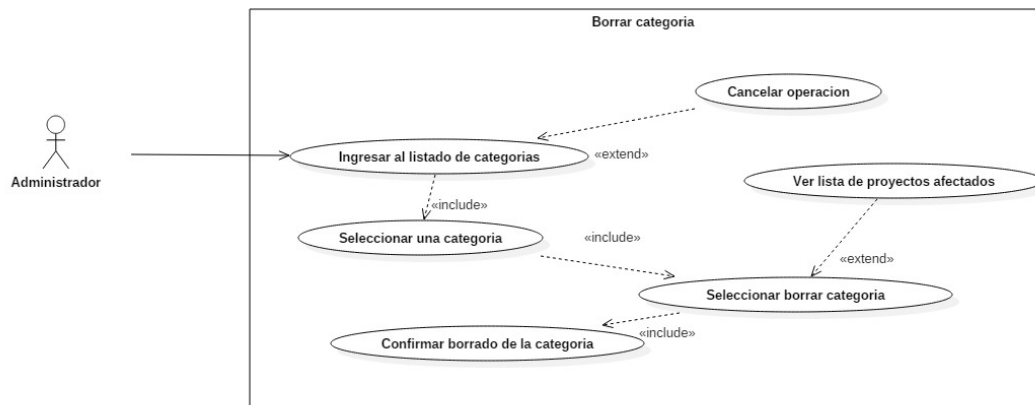 Borrar categoria
Cancelar operacion
Ingresar al listado de categorias
«extend»
Administrador
Ver lista de proyectos afectados
«include»
Seleccionar una categoria
«include»
«extend»
Seleccionar borrar categoria
«include»
Confirmar borrado de la categoria